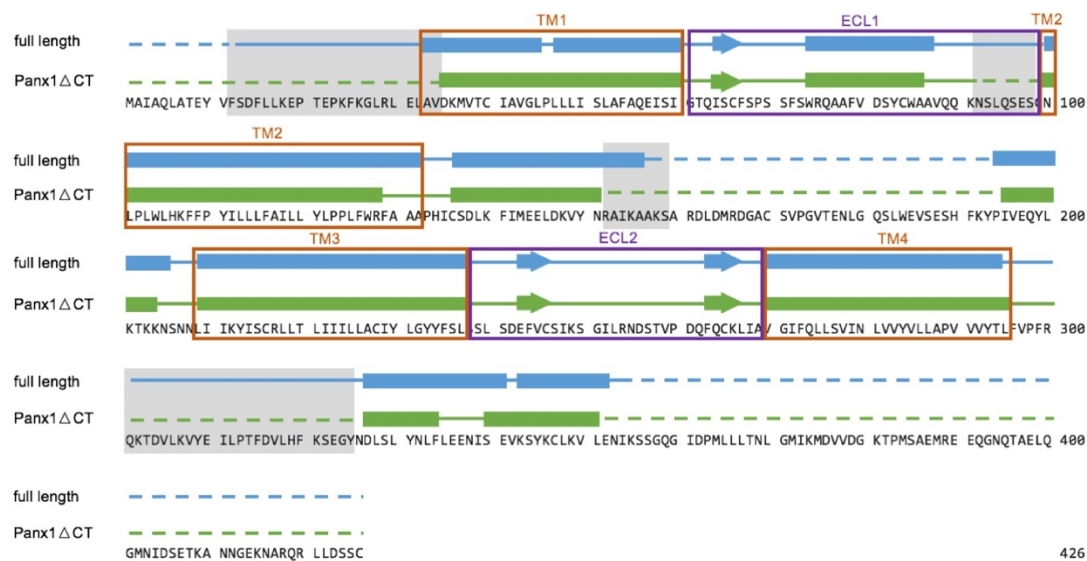 TM1 ECL1 TM2
full length
Panx1△CT
MAIAQLATEY VFSDFLLKEP TEPKFKGLRL ELAVDKMVTC IAVGLPLLLI SLAFAQEISI GTQISCFSPS SFSWRQAAFV DSYCWAAVQQ KNSLQSESGN 100
TM2
full length
Panx1△CT
LPLWLHKFFP YILLLFAILL YLPPLFWRFA AAPHICSDLK FIMEELDKVY NRAIKAAKSA RDLDMRDGAC SVPGVTENLG QSLWEVSESH FKYPIVEQYL 200
TM3 ECL2 TM4
full length
Panx1△CT
KTKKNSNNLI IKYISCRLLT LIIILLACIY LGYYFSLSSL SDEFVCSIKS GILRNDSTVP DQFQCKLIAV GIFQLLSVIN LVVYVLLAPV VVYTLFVPFR 300
full length
Panx1△CT
QKTDVLKVYE ILPTFDVLHF KSEGYNDLSL YNLFLEENIS EVKSYKCLKV LENIKSSGQG IDPMLLLTNL GMIKMDVVDG KTPMSAEMRE EQGNQTAELQ 400
full length
Panx1△CT
GMNIDSETKA NNGEKNARQR LLDSSC 426